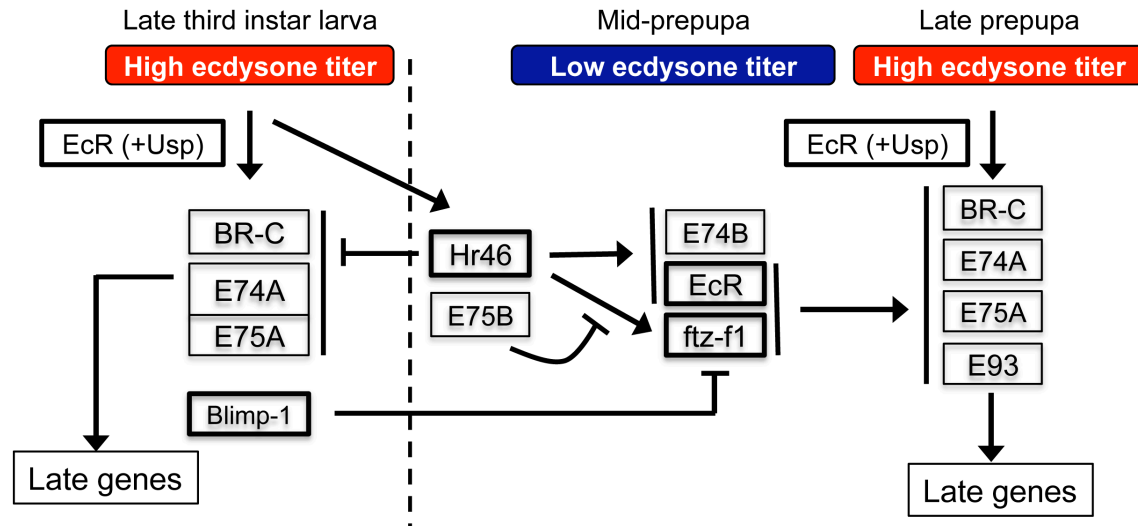 Late third instar larva
Mid-prepupa
Late prepupa
High ecdysone titer
Low ecdysone titer
High ecdysone titer
EcR (+Usp)
EcR (+Usp)
BR-C
E74A
E75A
Blimp-1
Late genes
Hr46
E75B
E74B
EcR
ftz-f1
BR-C
E74A
E75A
E93
Late genes